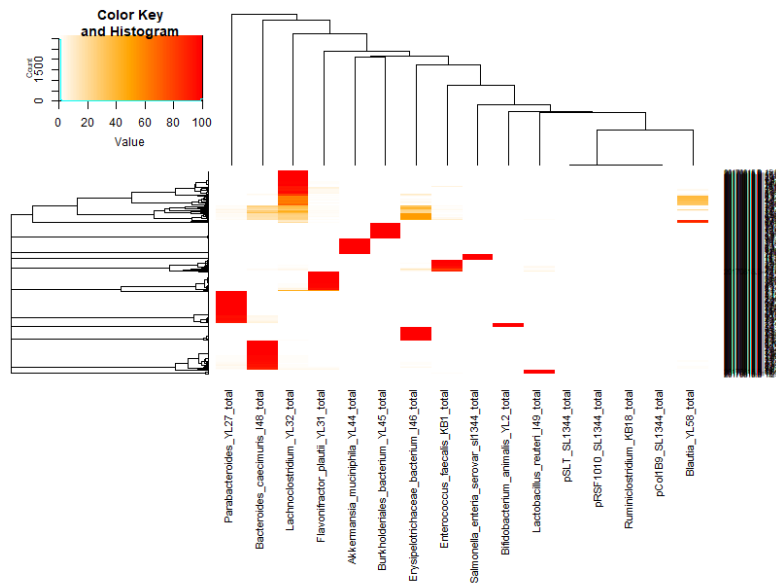 Color Key
and Histogram
Count
0
1500
0
20
40
60
80
100
Value
Parabacteroides_YL27_total
Bacteroides_caecimuris_I48_total
Lachnoclostridium_YL32_total
Flavonifractor_plautii_YL31_total
Akkermansia_muciniphila_YL44_total
Burkholderiales_bacterium_YL45_total
Erysipelotrichaceae_bacterium_I46_total
Enterococcus_faecalis_KB1_total
Salmonella_enteria_serovar_sl1344_total
Bifidobacterium_animalis_YL2_total
Lactobacillus_reuteri_I49_total
pSLT_SL1344_total
pRSF1010_SL1344_total
Ruminiclostridium_KB18_total
pCol1B9_SL1344_total
Blautia_YL58_total